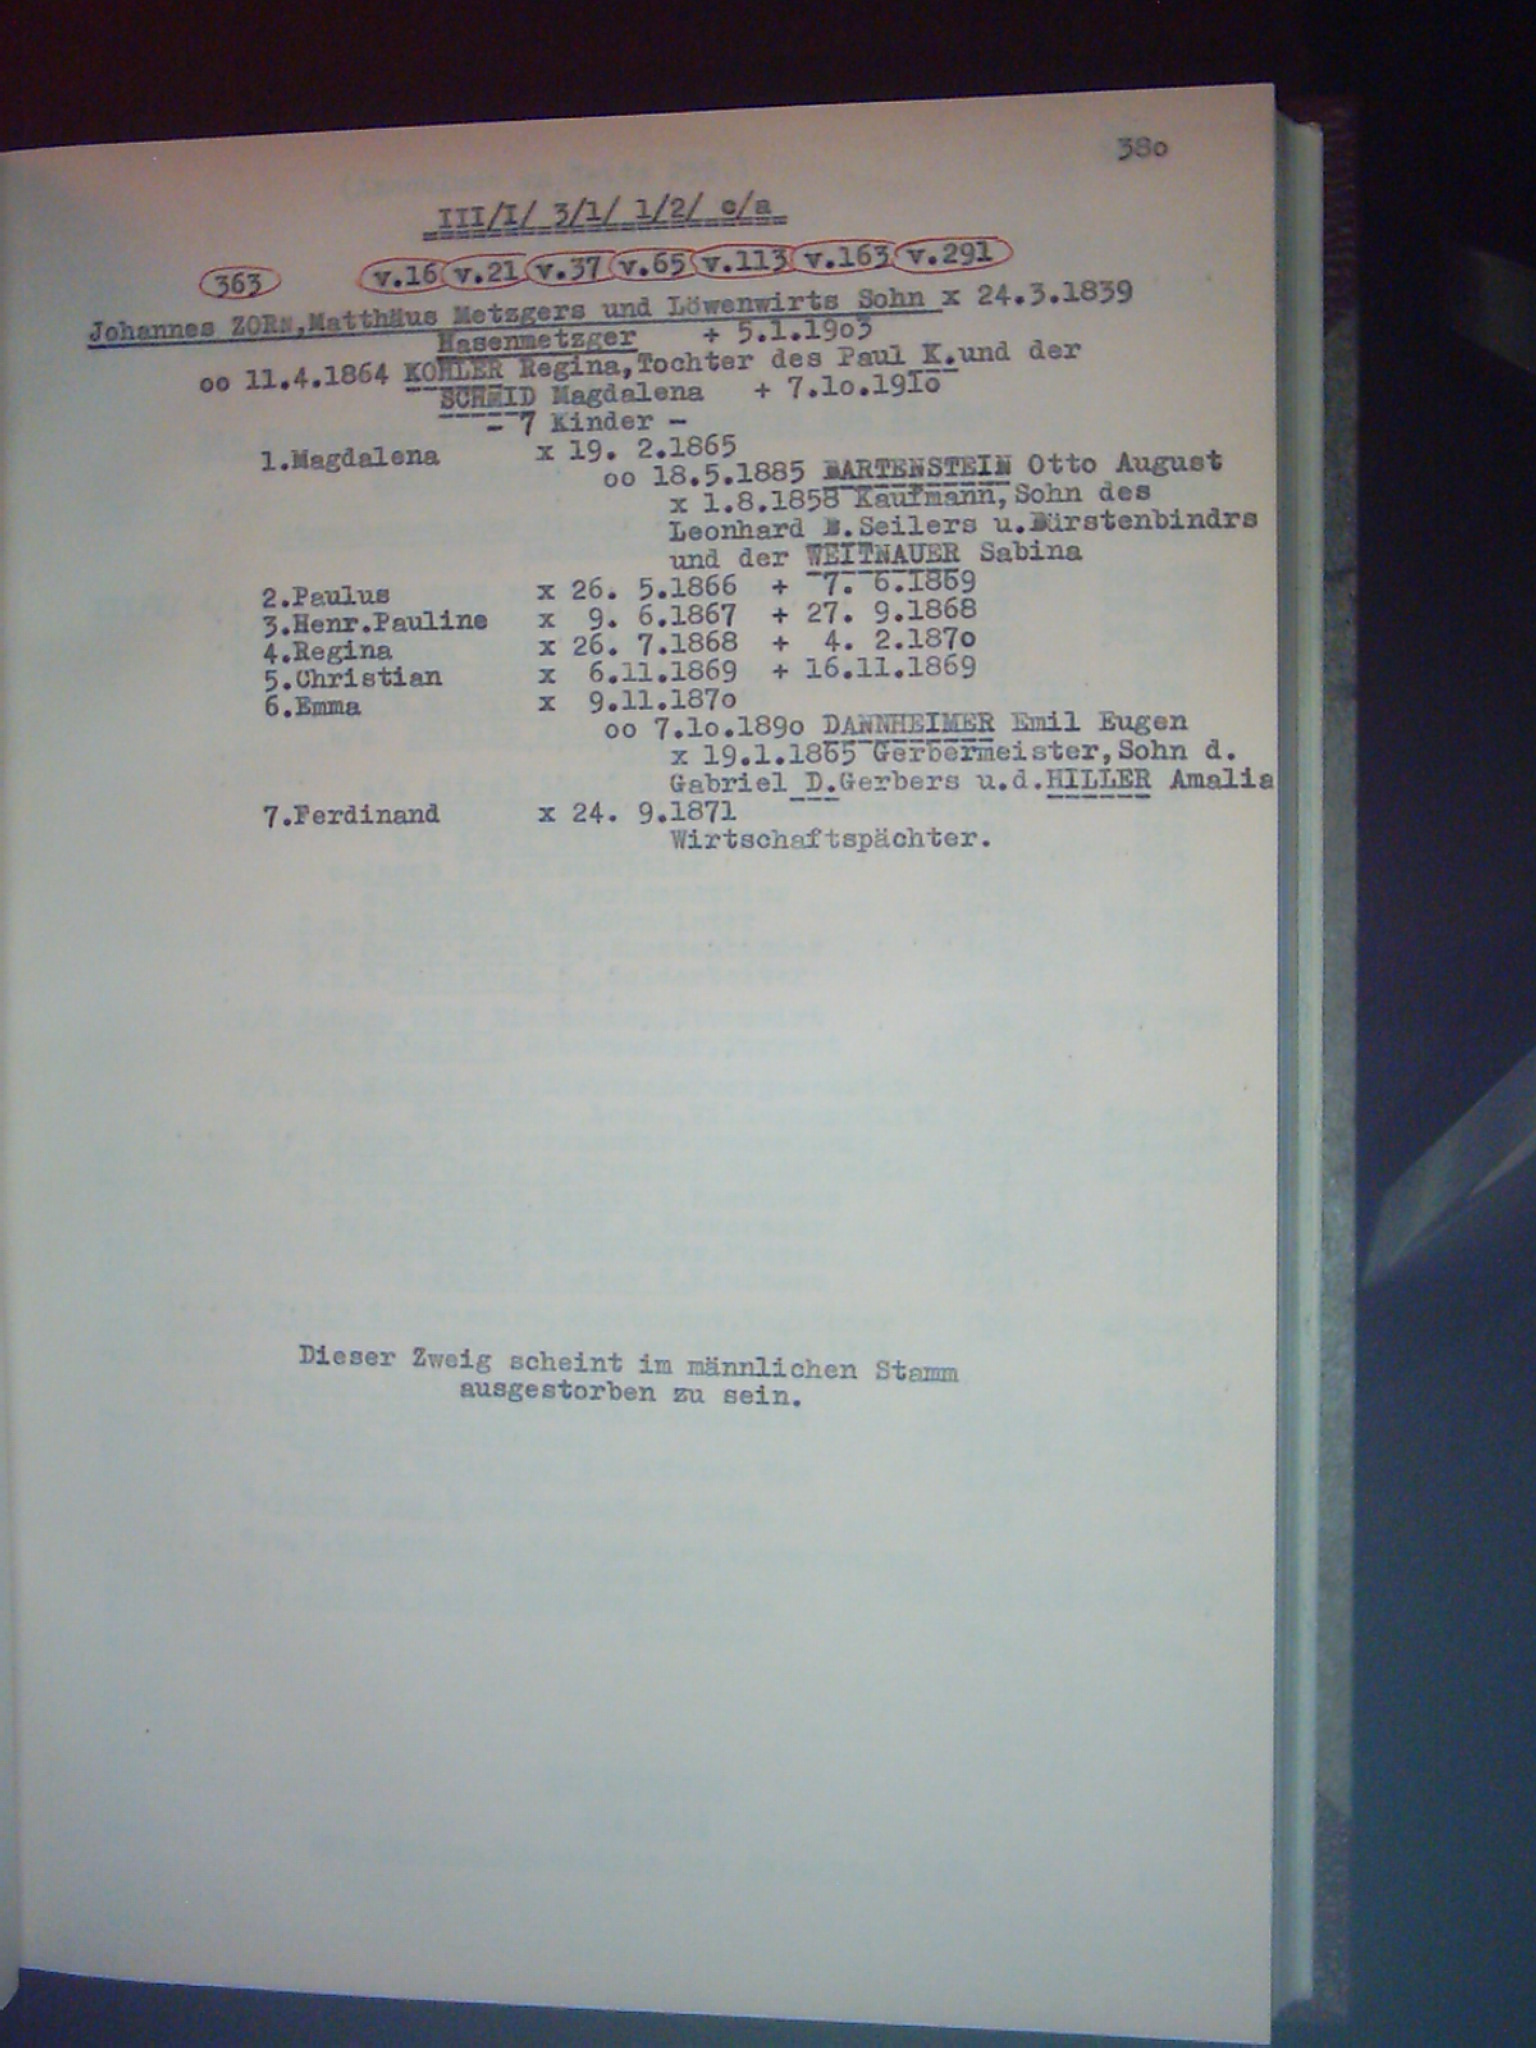 38o
III/I/ 3/1/ 1/2/ c/a
363 v.16 v.21 v.37 v.65 v.113 v.163 v.291
Johannes ZORN,Matthäus Metzgers und Löwenwirts Sohn x 24.3.1839
Hasenmetzger + 5.1.19o3
oo 11.4.1864 KOHLER Regina,Tochter des Paul K.und der
SCHMID Magdalena + 7.1o.191o
- 7 Kinder -
1.Magdalena x 19. 2.1865
oo 18.5.1885 BARTENSTEIN Otto August
x 1.8.1858 Kaufmann,Sohn des
Leonhard B.Seilers u.Bürstenbindrs
und der WEITNAUER Sabina
2.Paulus x 26. 5.1866 + 7. 6.1869
3.Henr.Pauline x 9. 6.1867 + 27. 9.1868
4.Regina x 26. 7.1868 + 4. 2.187o
5.Christian x 6.11.1869 + 16.11.1869
6.Emma x 9.11.187o
oo 7.1o.189o DANNHEIMER Emil Eugen
x 19.1.1865 Gerbermeister,Sohn d.
Gabriel D.Gerbers u.d.HILLER Amalia
7.Ferdinand x 24. 9.1871
Wirtschaftspächter.
Dieser Zweig scheint im männlichen Stamm
ausgestorben zu sein.